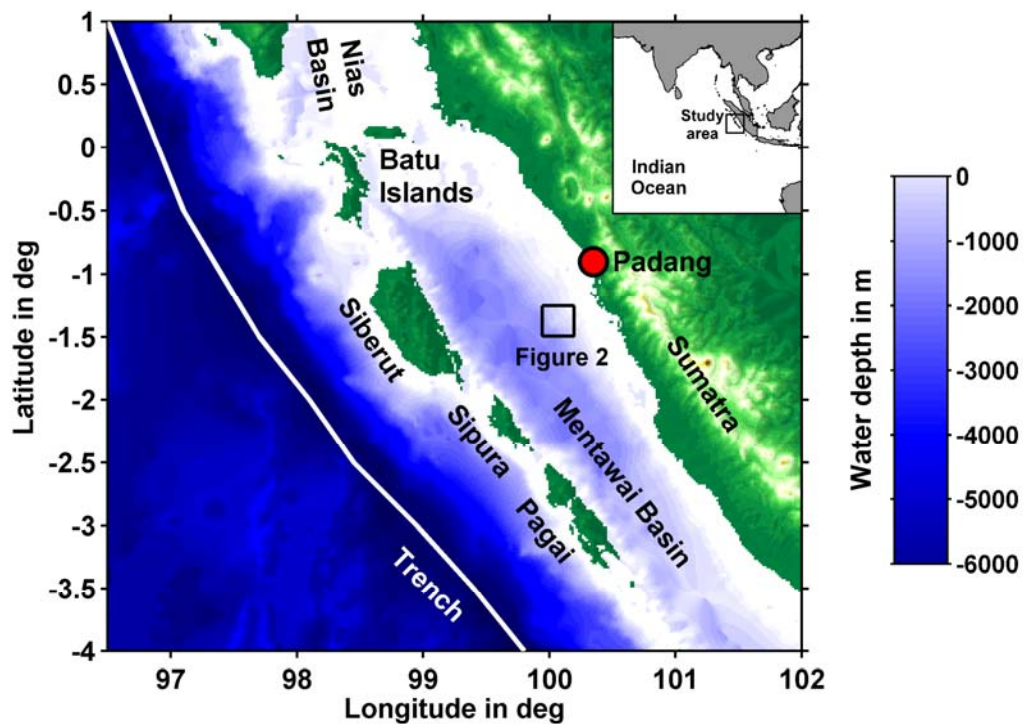 1
0.5
0
-0.5
-1
-1.5
-2
-2.5
-3
-3.5
-4
Latitude in deg
97
98
99
100
101
102
Longitude in deg
Nias
Basin
Batu
Islands
Padang
Siberut
Figure 2
Sumatra
Sipura
Mentawai Basin
Pagai
Trench
Study
area
Indian
Ocean
Water depth in m
0
-1000
-2000
-3000
-4000
-5000
-6000